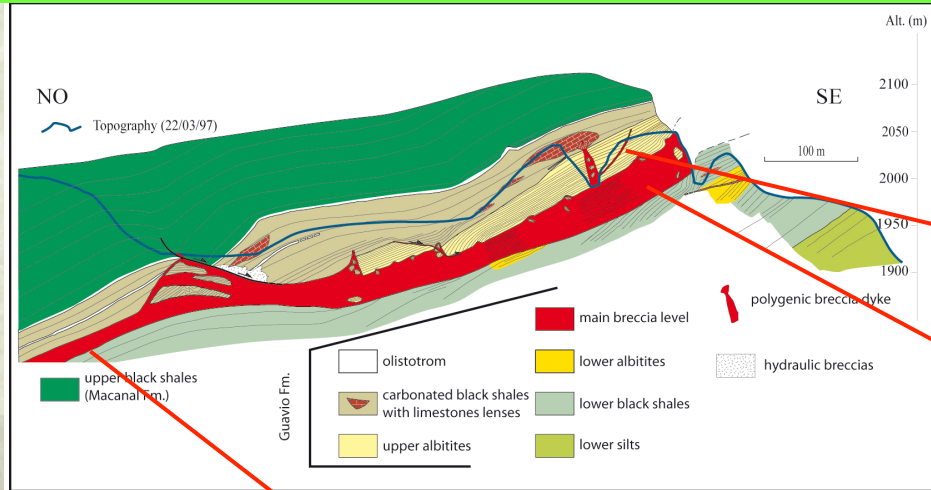 Alt. (m)
NO
SE
2100
Topography (22/03/97)
2050
100 m
2000
1950
1900
upper black shales
(Macanal Fm.)
Guavio Fm.
olistotrom
carbonated black shales
with limestones lenses
upper albitites
main breccia level
lower albitites
lower black shales
lower silts
polygenic breccia dyke
hydraulic breccias